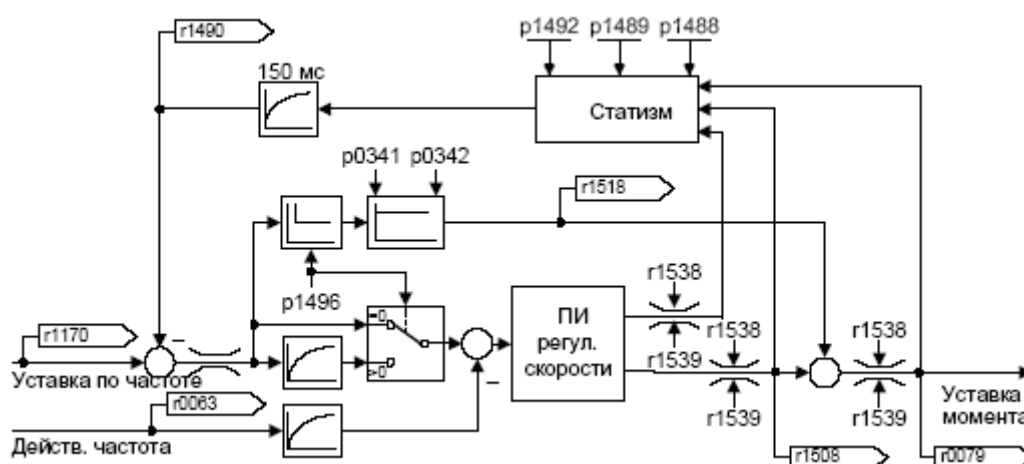 r1490
p1492 p1489 p1488
150 мс
Статизм
p0341 p0342
r1518
p1496
=0
>0
–
–
ПИ
регул.
скорости
r1538
r1539
r1538
r1539
r1538
r1539
r1170
Уставка по частоте
r0063
Действ. частота
Уставка
момента
r1508
r0079